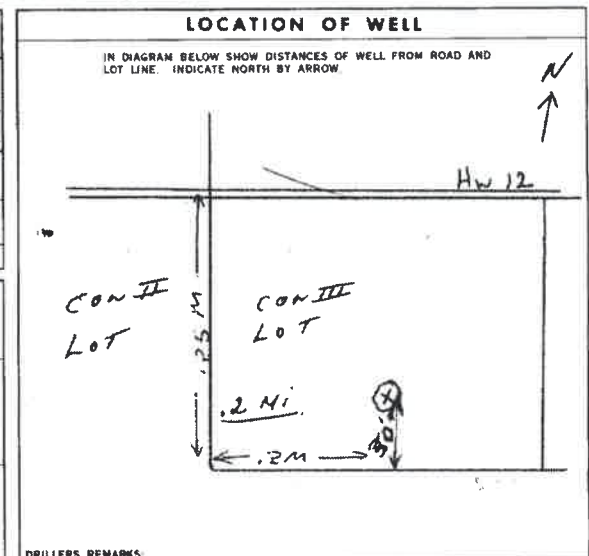 LOCATION OF WELL
IN DIAGRAM BELOW SHOW DISTANCES OF WELL FROM ROAD AND
LOT LINE. INDICATE NORTH BY ARROW.
N
HW 12
CON II
LOT
CON III
LOT
.25 M
.2 Mi.
.2M
30'
DRILLERS REMARKS: